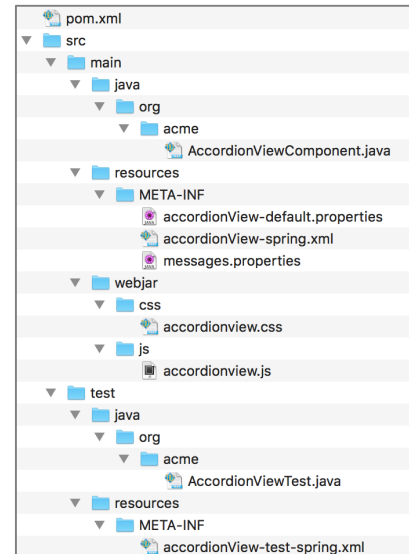 pom.xml
src
main
java
org
acme
AccordionViewComponent.java
resources
META-INF
accordionView-default.properties
accordionView-spring.xml
messages.properties
webjar
css
accordionview.css
js
accordionview.js
test
java
org
acme
AccordionViewTest.java
resources
META-INF
accordionView-test-spring.xml